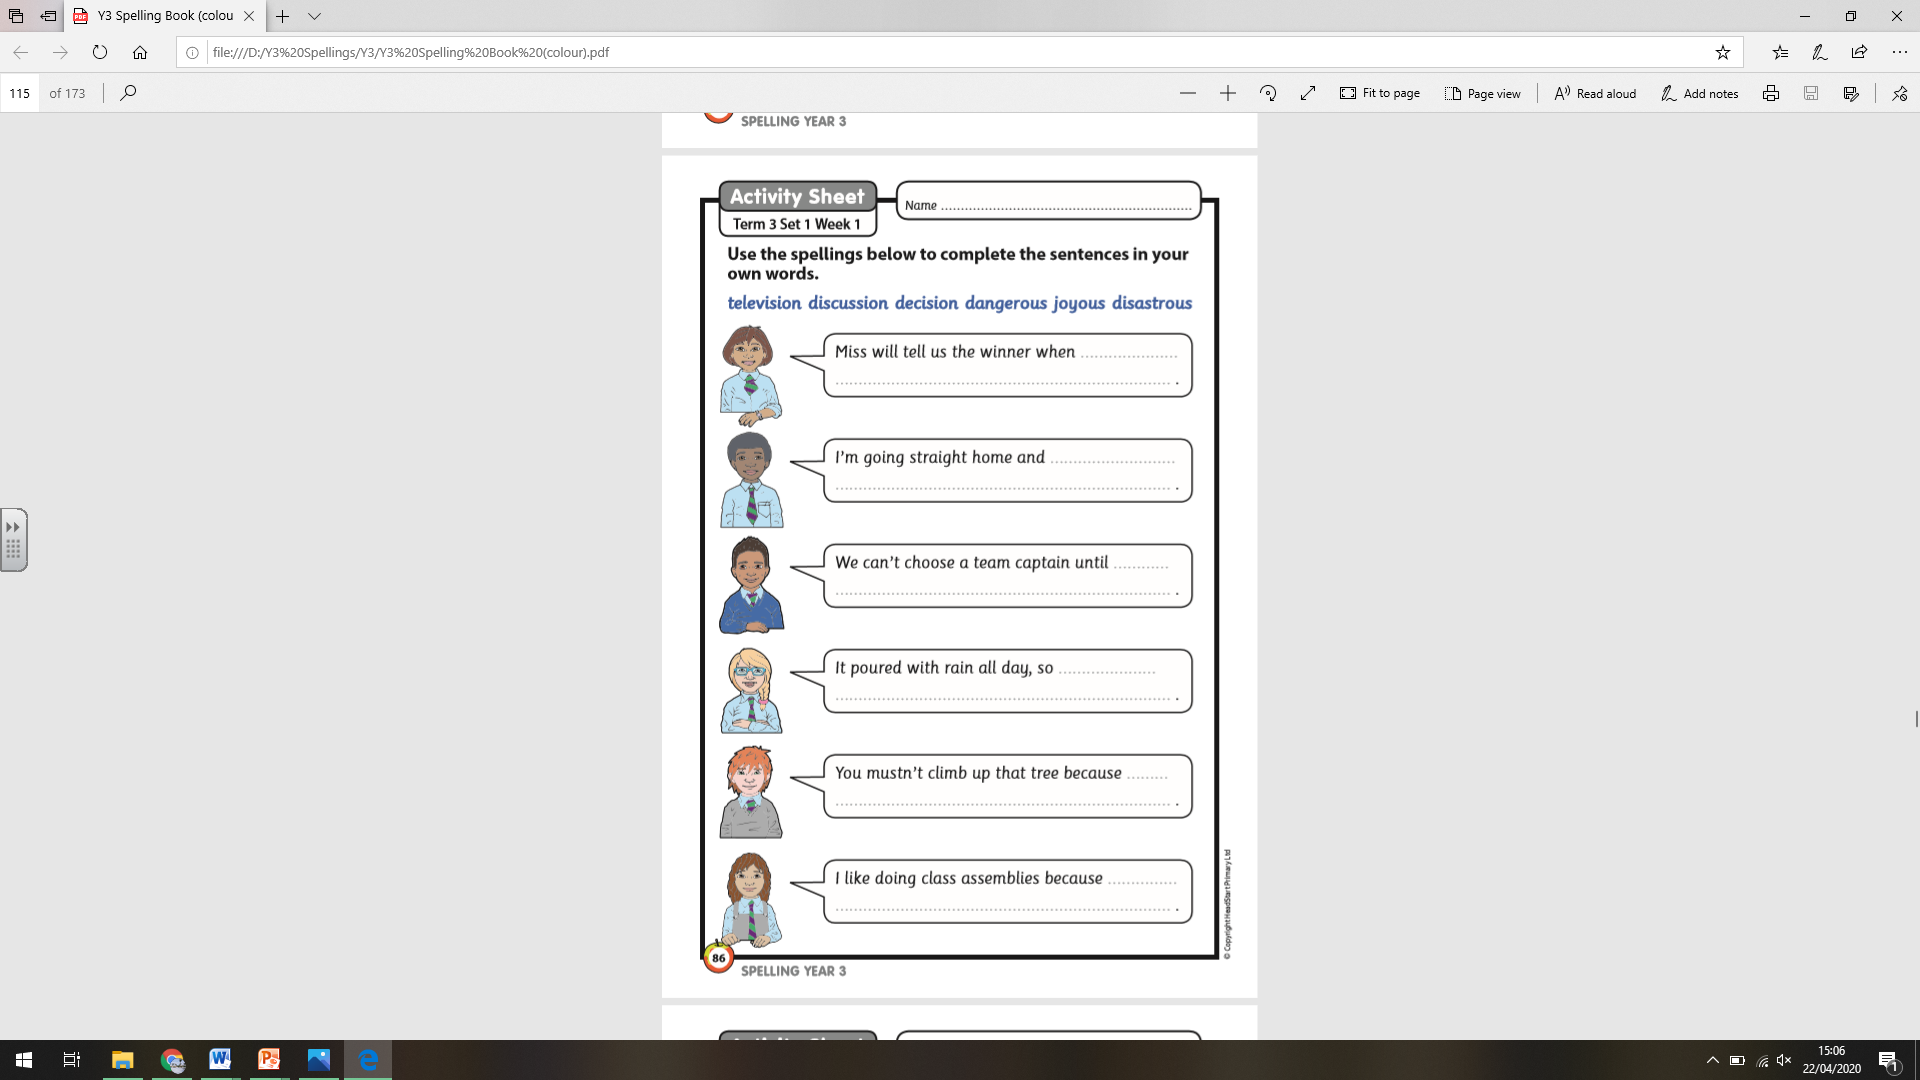 Y3 Spelling Book (colou
file:///D:/Y3%20Spellings/Y3/Y3%20Spelling%20Book%20(colour).pdf
115 of 173
Fit to page
Page view
Read aloud
Add notes
SPELLING YEAR 3
Activity Sheet
Term 3 Set 1 Week 1
Name ..............................................................
Use the spellings below to complete the sentences in your
own words.
television discussion decision dangerous joyous disastrous
Miss will tell us the winner when .....................
........................................................................ .
I'm going straight home and ...........................
........................................................................ .
We can't choose a team captain until ............
........................................................................ .
It poured with rain all day, so .....................
........................................................................ .
You mustn't climb up that tree because .........
........................................................................ .
I like doing class assemblies because ...............
........................................................................ .
© Copyright HeadStart Primary Ltd
86
SPELLING YEAR 3
15:06
22/04/2020
1